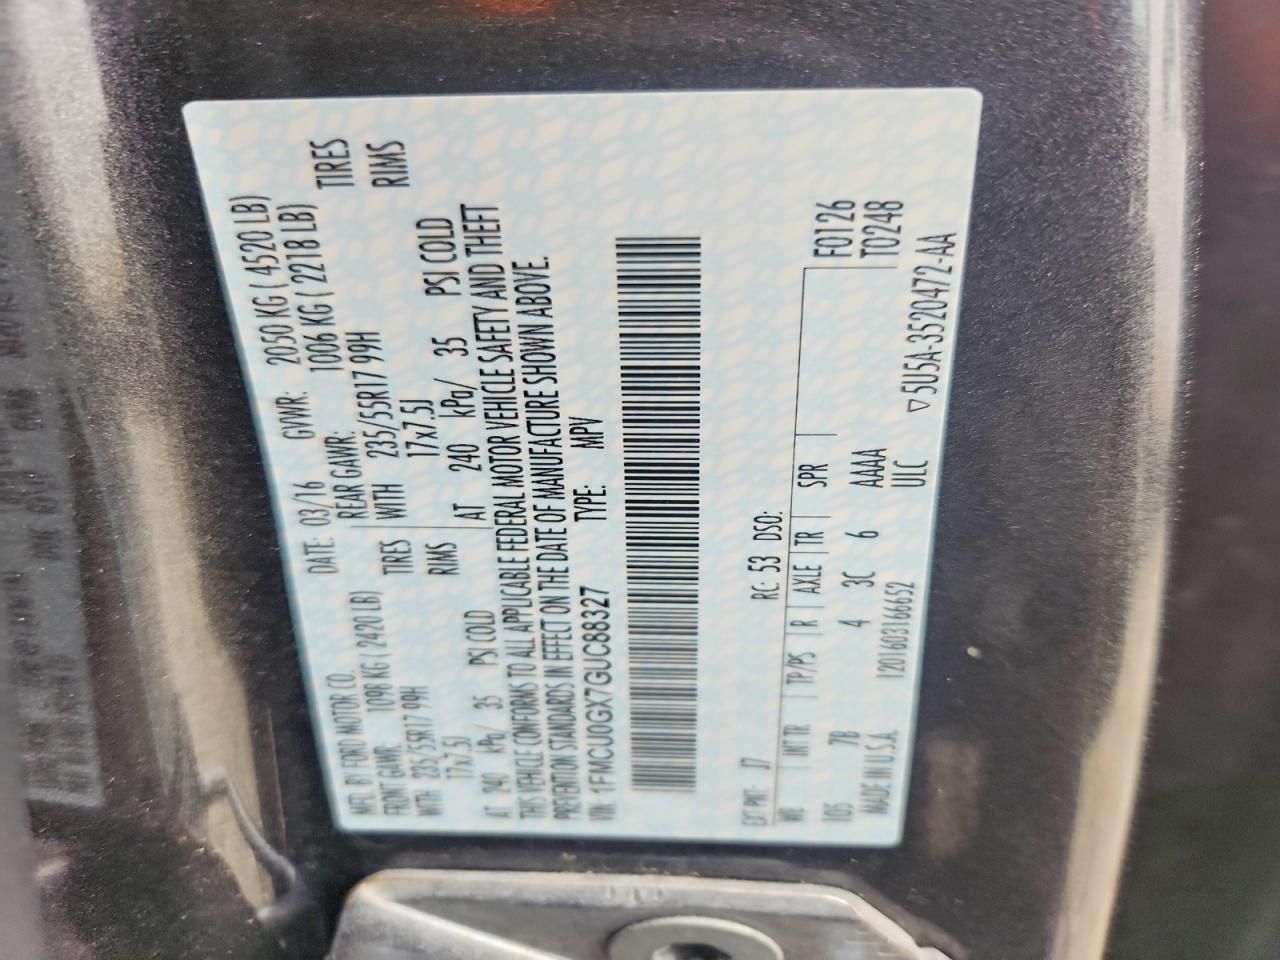 MFD. BY FORD MOTOR CO.
DATE: 03/16 GVWR: 2050 KG ( 4520 LB)
FRONT GAWR: 1098 KG ( 2420 LB)
REAR GAWR: 1006 KG ( 2218 LB)
WITH 235/55R17 99H TIRES
WITH 235/55R17 99H TIRES
17x7.5J RIMS
17x7.5J RIMS
AT 240 kPa/ 35 PSI COLD
AT 240 kPa/ 35 PSI COLD
THIS VEHICLE CONFORMS TO ALL APPLICABLE FEDERAL MOTOR VEHICLE SAFETY AND THEFT
PREVENTION STANDARDS IN EFFECT ON THE DATE OF MANUFACTURE SHOWN ABOVE.
VIN: 1FMCU0GX7GUC88327 TYPE: MPV
EXT PNT: J7 RC: 53 DSO:
WB INT TR TP/PS R AXLE TR SPR F0126
105 7B 4 3C 6 AAAA T0248
MADE IN U.S.A. 1201603166652 ULC
▽5U5A-3520472-AA